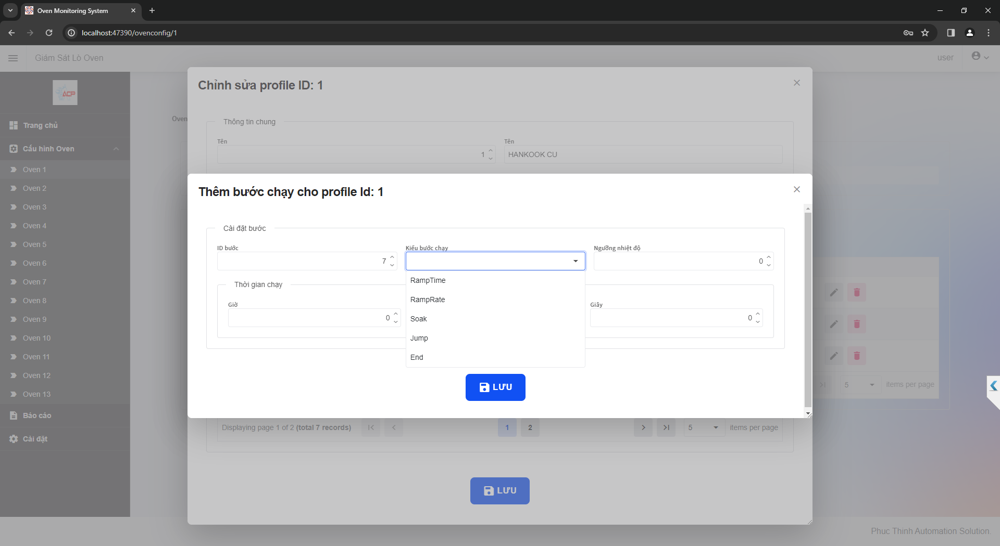 Oven Monitoring System
localhost:47390/ovenconfig/1
Giám Sát Lò Oven
user
ACP
Trang chủ
Cấu hình Oven
Oven 1
Oven 2
Oven 3
Oven 4
Oven 5
Oven 6
Oven 7
Oven 8
Oven 9
Oven 10
Oven 11
Oven 12
Oven 13
Báo cáo
Cài đặt
Oven
Chỉnh sửa profile ID: 1
Thông tin chung
Tên
Tên
1
HANKOOK CU
Thêm bước chạy cho profile Id: 1
Cài đặt bước
ID bước
Kiểu bước chạy
Ngưỡng nhiệt độ
7
0
Thời gian chạy
Giờ
Giây
0
0
RampTime
RampRate
Soak
Jump
End
LƯU
Displaying page 1 of 2 (total 7 records)
1
2
5
items per page
5
items per page
LƯU
Phuc Thinh Automation Solution.